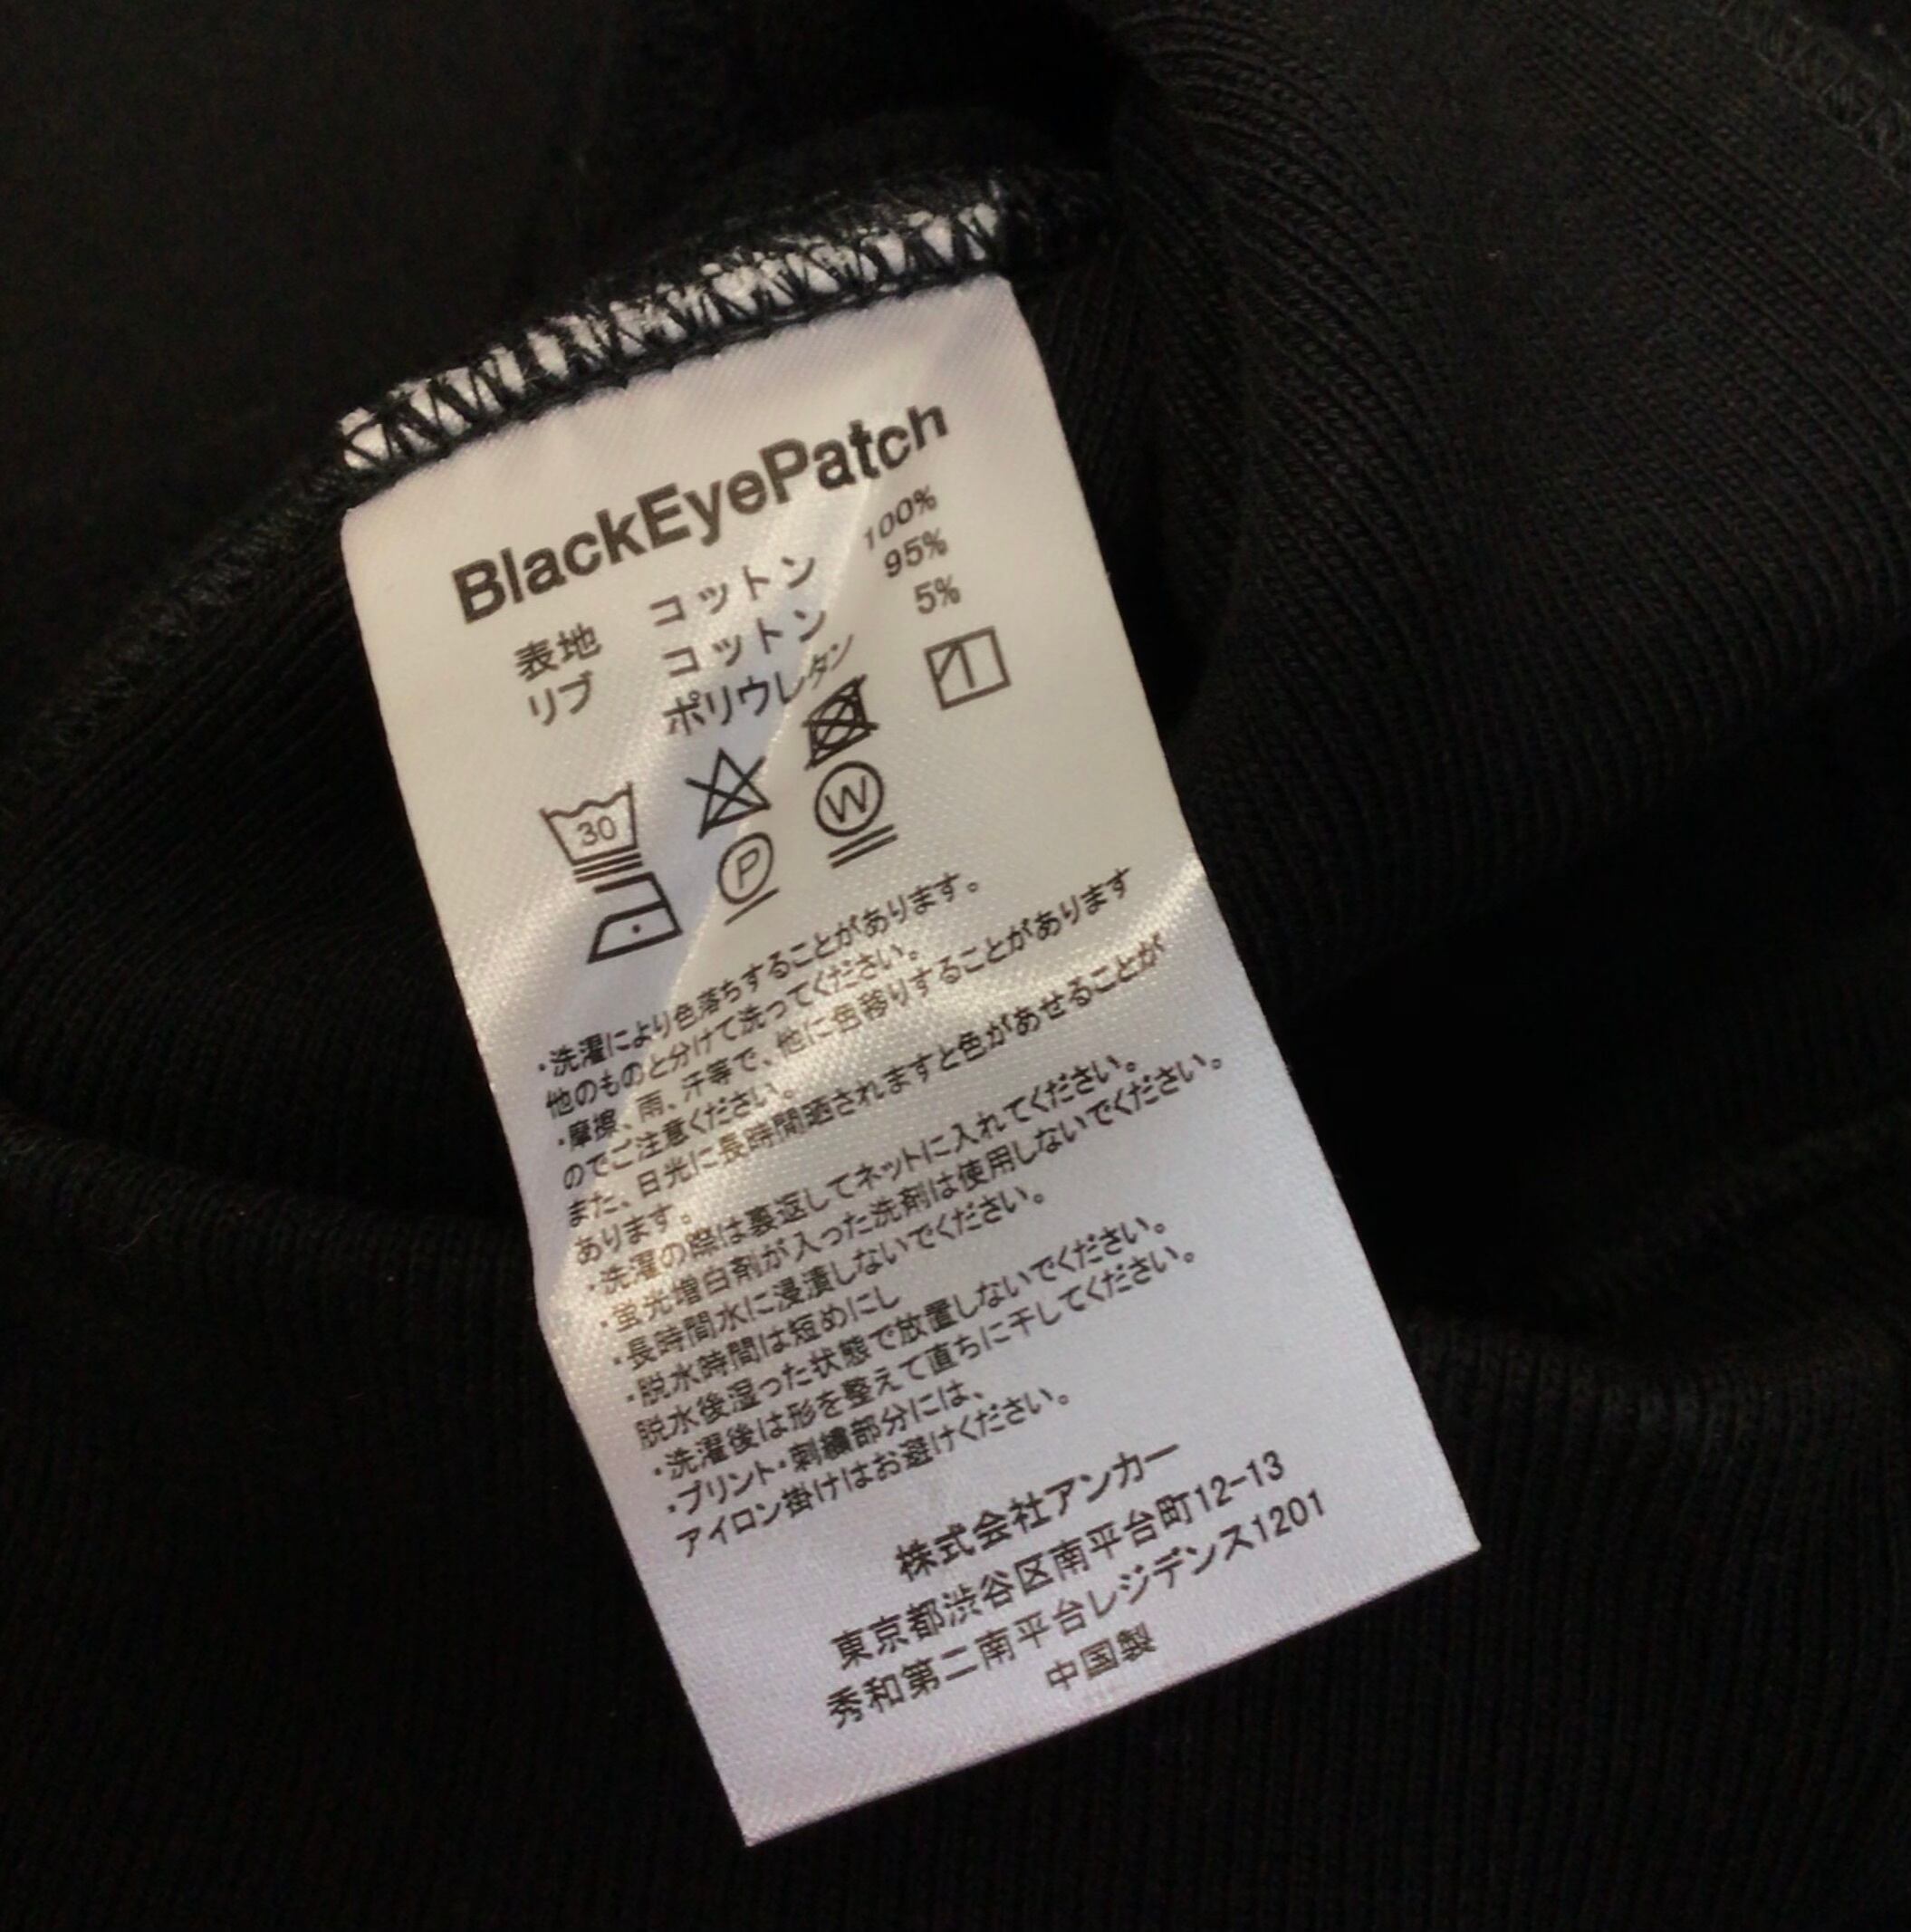 BlackEyePatch
表地 コットン 100%
リブ コットン 95%
ポリウレタン 5%
30
P W
・洗濯により色落ちすることがあります。
他のものと分けて洗ってください。
・摩擦、雨、汗等で、他に色移りすることがあります
のでご注意ください。
また、日光に長時間晒されますと色があせることが
あります。
・洗濯の際は裏返してネットに入れてください。
・蛍光増白剤が入った洗剤は使用しないでください。
・長時間水に浸漬しないでください。
・脱水時間は短めにし
脱水後湿った状態で放置しないでください。
・洗濯後は形を整えて直ちに干してください。
・プリント・刺繍部分には、
アイロン掛けはお避けください。
株式会社アンカー
東京都渋谷区南平台町12-13
秀和第二南平台レジデンス1201
中国製